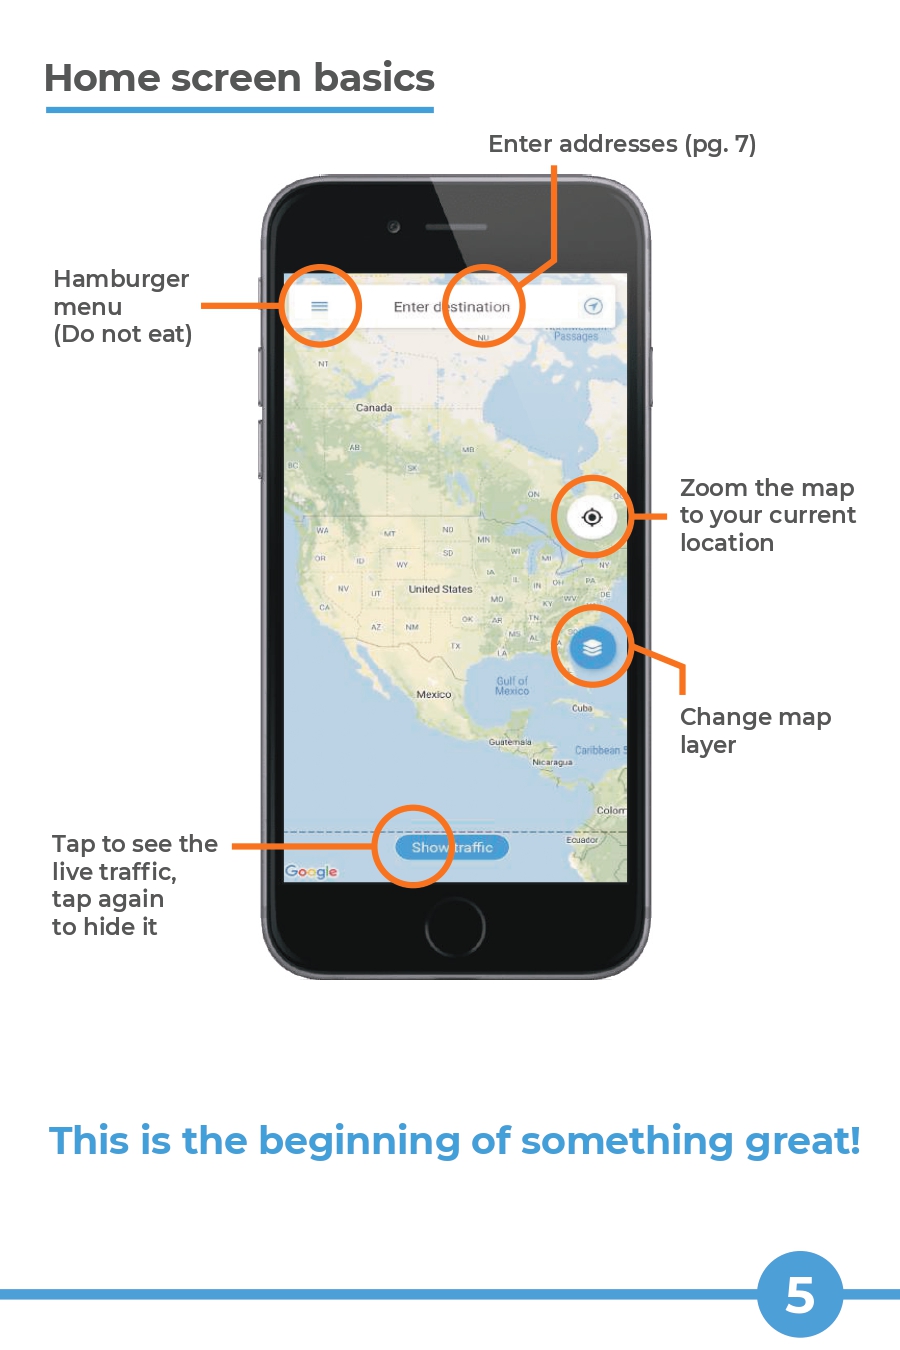 Home screen basics
Enter addresses (pg. 7)
Hamburger
menu
(Do not eat)
Enter destination
NU
Passages
NT
Canada
AB
MB
SK
BC
ON
Zoom the map
to your current
location
WA
MT
ND
MN
OR
ID
WY
SD
WI
MI
NY
NV
UT
United States
IA
IL
IN
OH
PA
MO
KY
WV
DE
CA
AZ
NM
OK
AR
TN
MS
AL
TX
LA
Gulf of
Mexico
Mexico
Cuba
Change map
layer
Guatemala
Nicaragua
Caribbean S
Colom
Ecuador
Tap to see the
live traffic,
tap again
to hide it
Show traffic
Google
This is the beginning of something great!
5